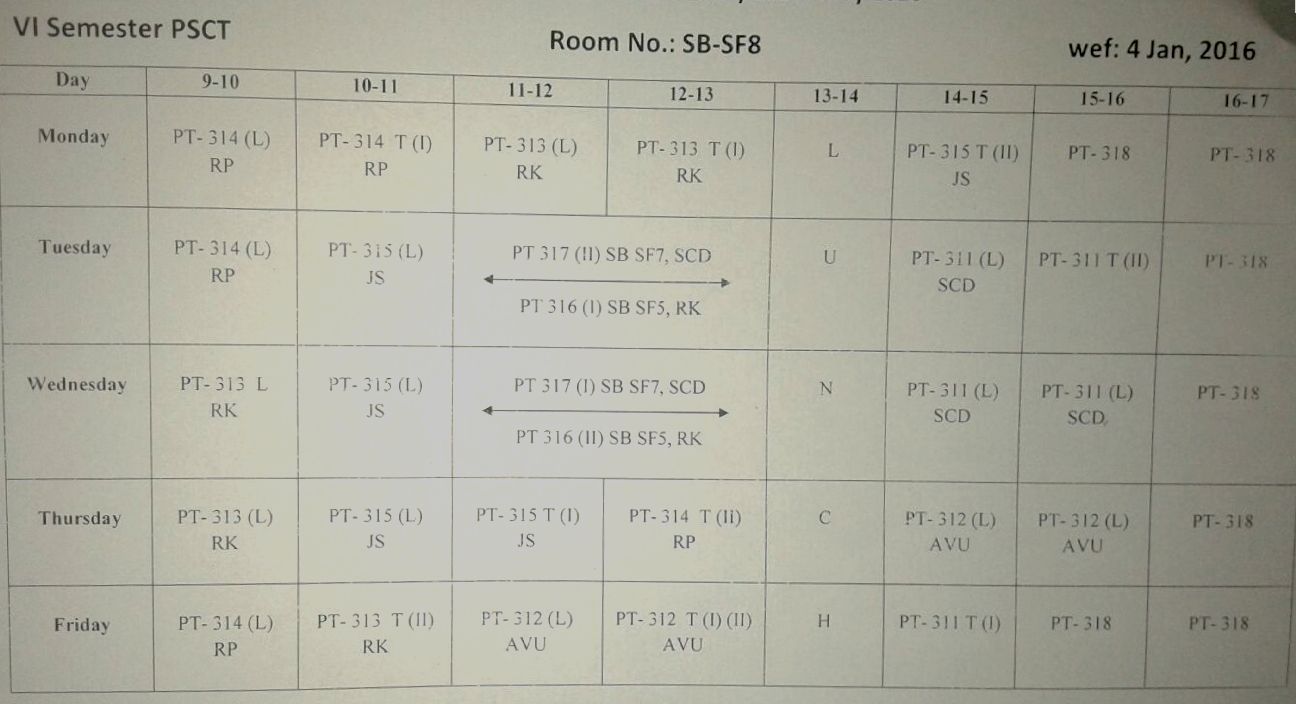 VI Semester PSCT
Room No.: SB-SF8
wef: 4 Jan, 2016
Day 9-10 10-11 11-12 12-13 13-14 14-15 15-16 16-17
Monday PT- 314 (L) PT- 314 T (I) PT- 313 (L) PT- 313 T (I) L PT- 315 T (II) PT- 318 PT- 318
RP RP RK RK JS
Tuesday PT- 314 (L) PT- 315 (L) PT 317 (II) SB SF7, SCD U PT- 311 (L) PT- 311 T (II) PT- 318
RP JS SCD
PT 316 (I) SB SF5, RK
Wednesday PT- 313 L PT- 315 (L) PT 317 (I) SB SF7, SCD N PT- 311 (L) PT- 311 (L) PT- 318
RK JS SCD SCD
PT 316 (II) SB SF5, RK
Thursday PT- 313 (L) PT- 315 (L) PT- 315 T (I) PT- 314 T (Ii) C PT- 312 (L) PT- 312 (L) PT- 318
RK JS JS RP AVU AVU
Friday PT- 314 (L) PT- 313 T (II) PT- 312 (L) PT- 312 T (I) (II) H PT- 311 T (I) PT- 318 PT- 318
RP RK AVU AVU